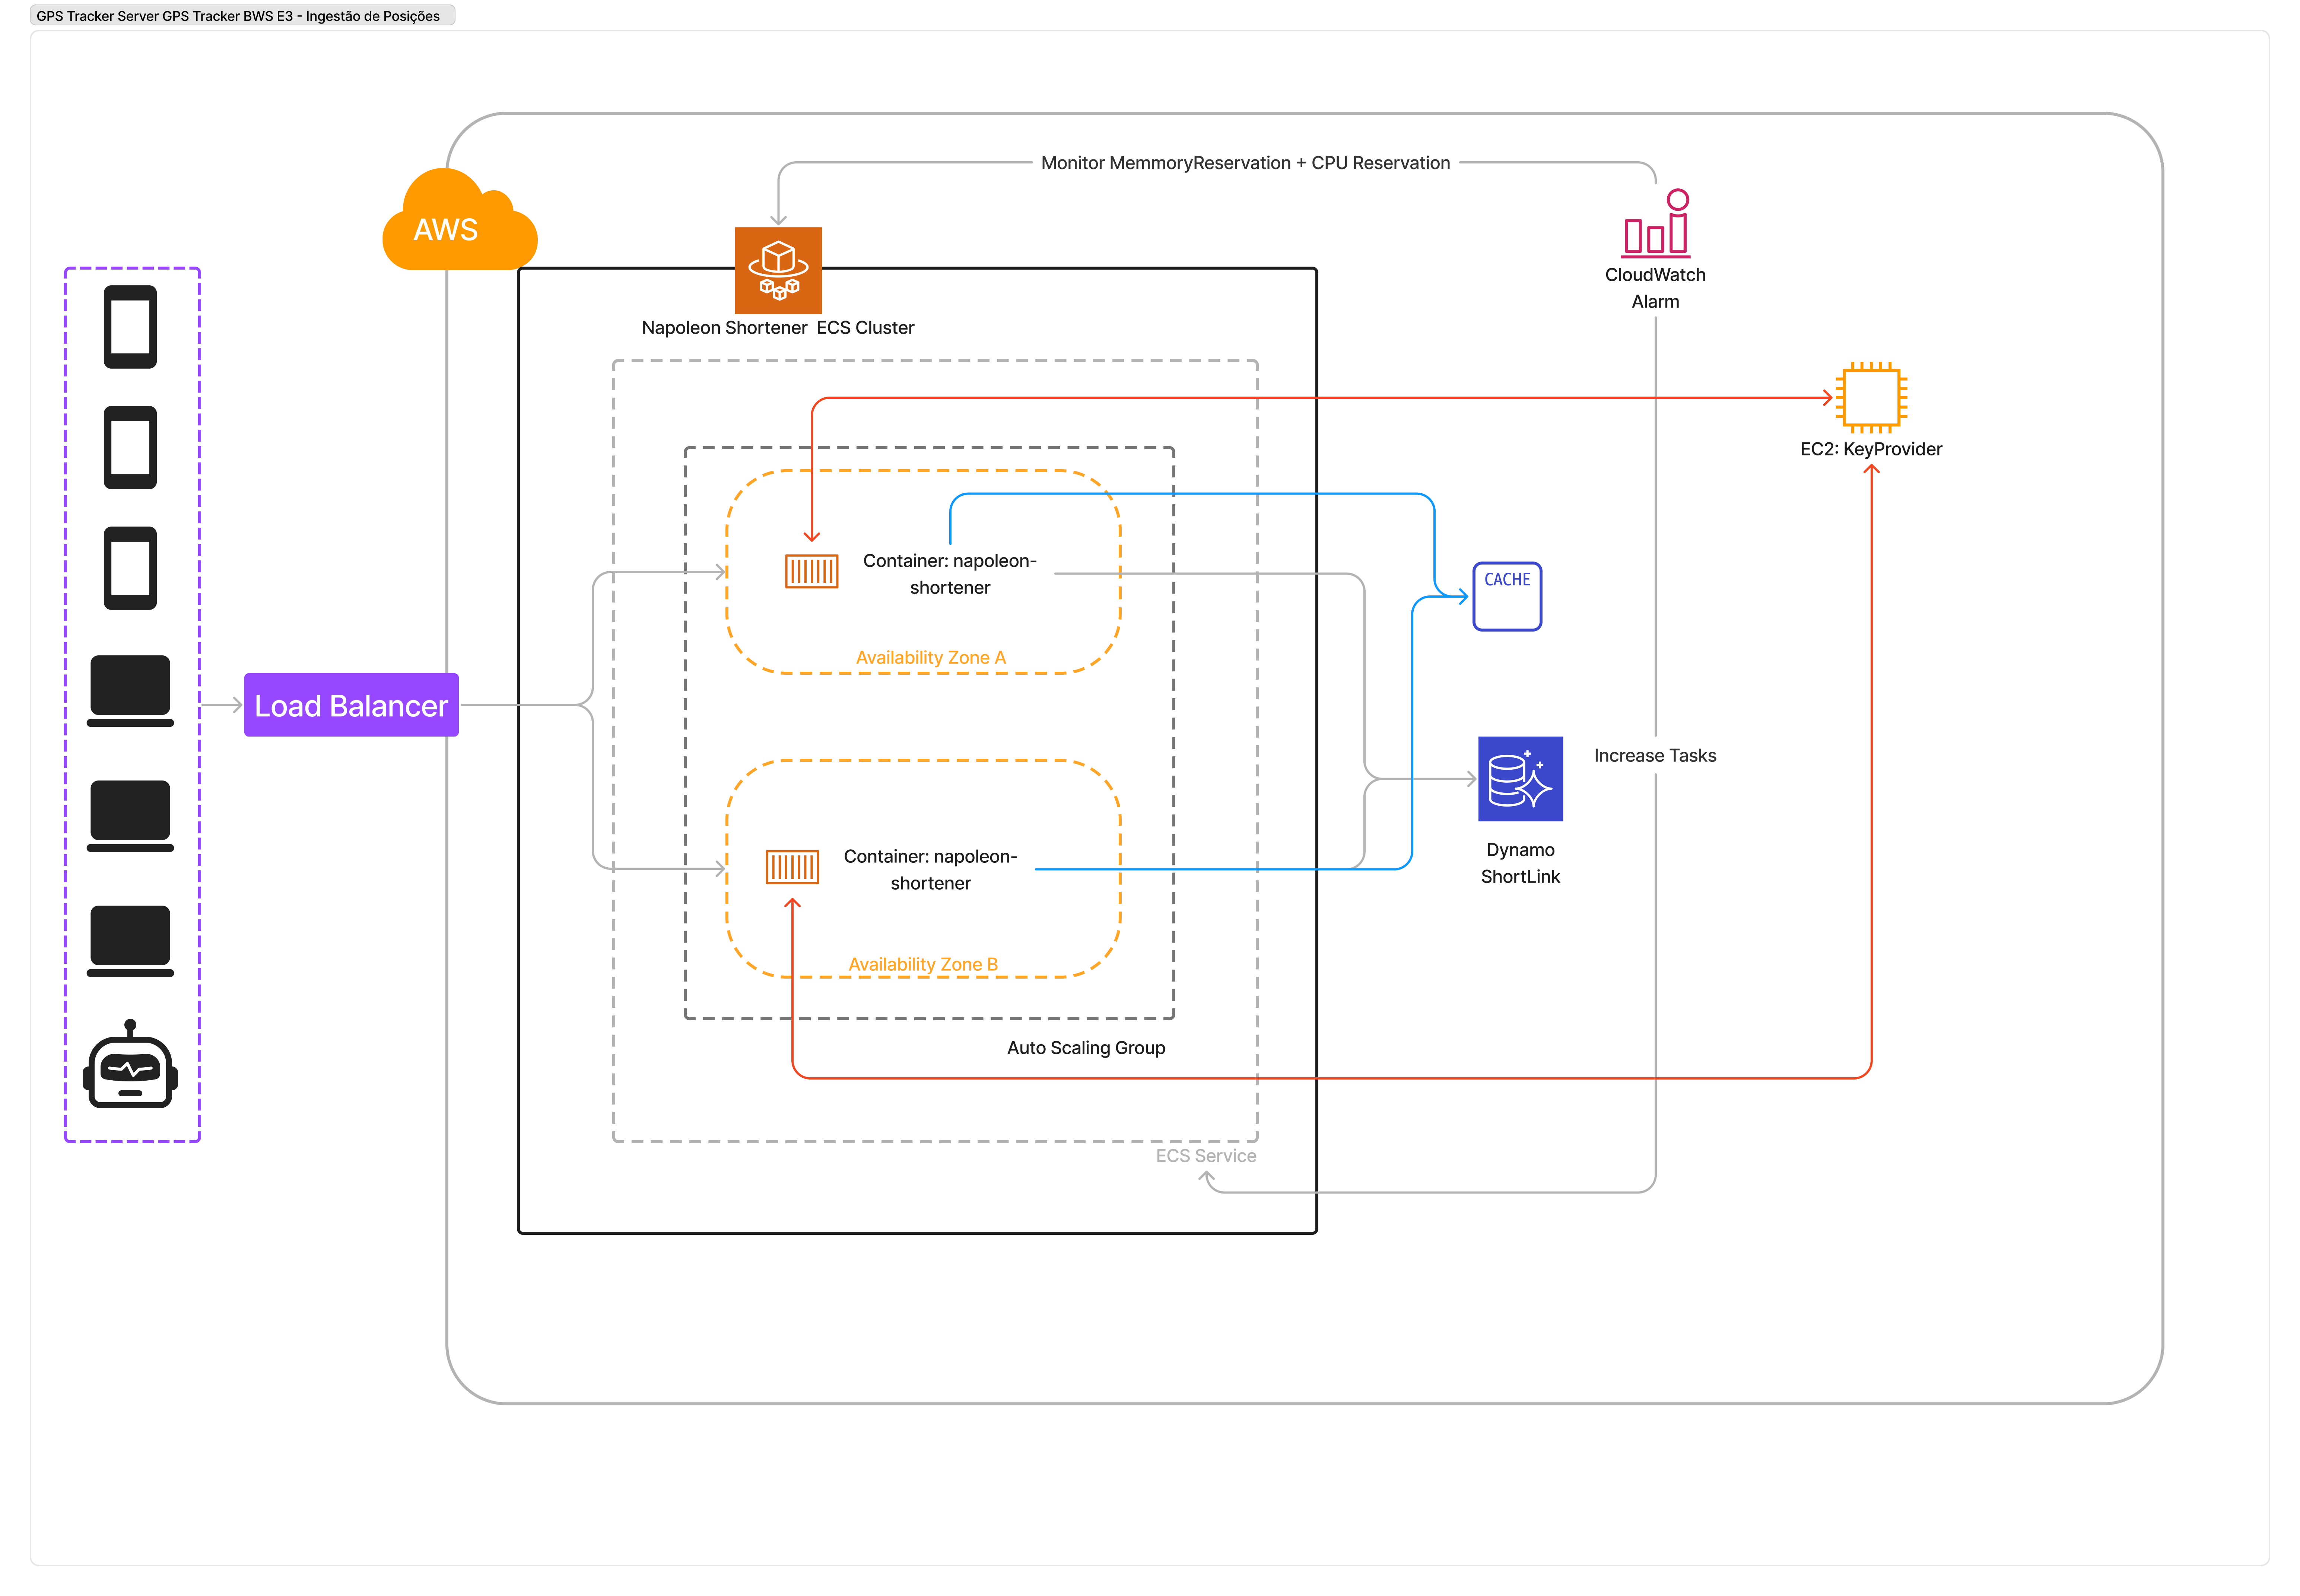 GPS Tracker Server GPS Tracker BWS E3 - Ingestão de Posições
Monitor MemmoryReservation + CPU Reservation
AWS
CloudWatch
Alarm
Napoleon Shortener ECS Cluster
EC2: KeyProvider
Container: napoleon-
shortener
CACHE
Availability Zone A
Load Balancer
Increase Tasks
Dynamo
ShortLink
Container: napoleon-
shortener
Availability Zone B
Auto Scaling Group
ECS Service